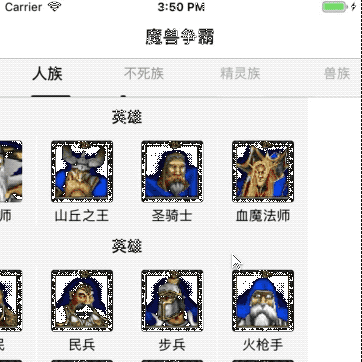 Carrier 3:50 PM
魔兽争霸
人族 不死族 精灵族 兽族
英雄
师 山丘之王 圣骑士 血魔法师
英雄
民 民兵 步兵 火枪手